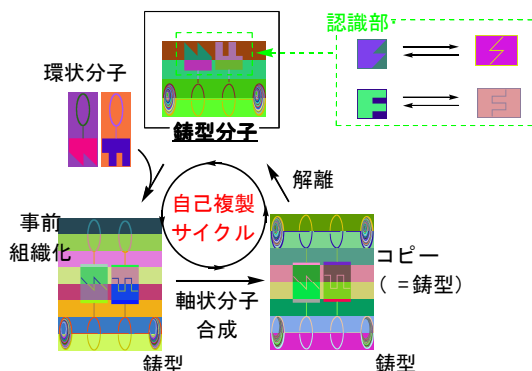 認識部
環状分子
鋳型分子
解離
自己複製
サイクル
事前
組織化
コピー
( =鋳型)
軸状分子
合成
鋳型
鋳型